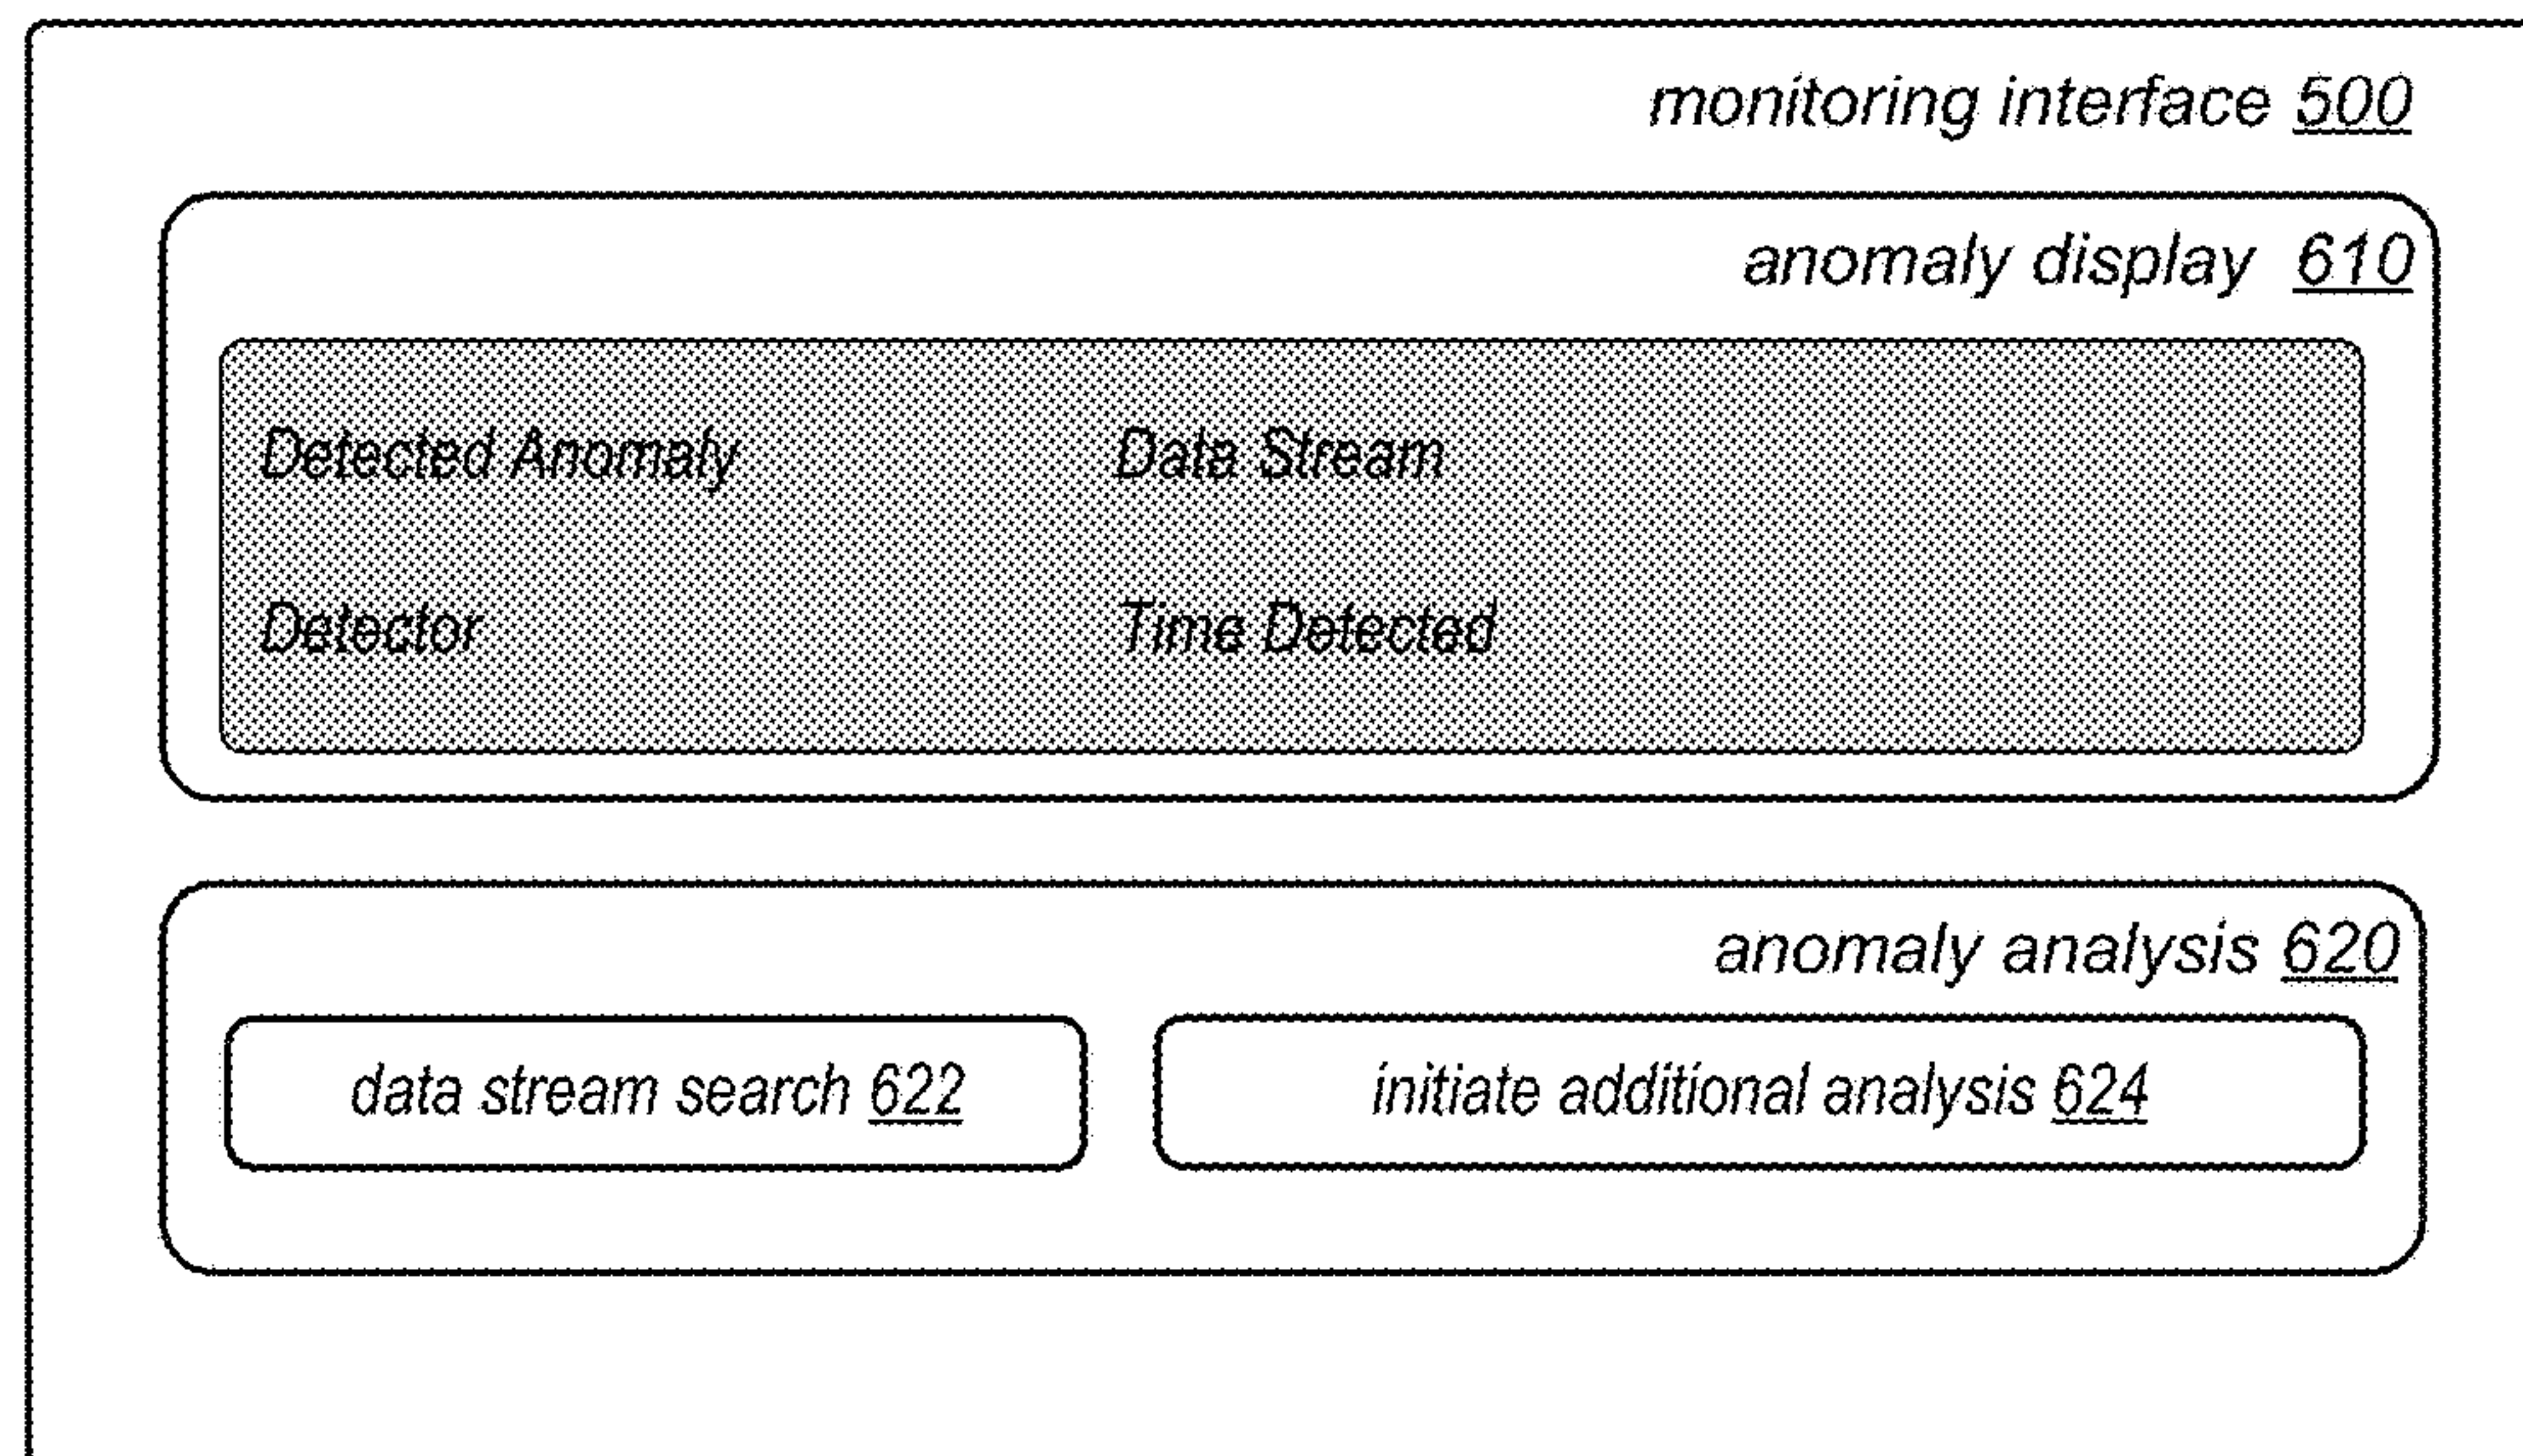 monitoring interface 500
anomaly display 610
Detected Anomaly Data Stream
Detector Time Detected
anomaly analysis 620
data stream search 622 initiate additional analysis 624